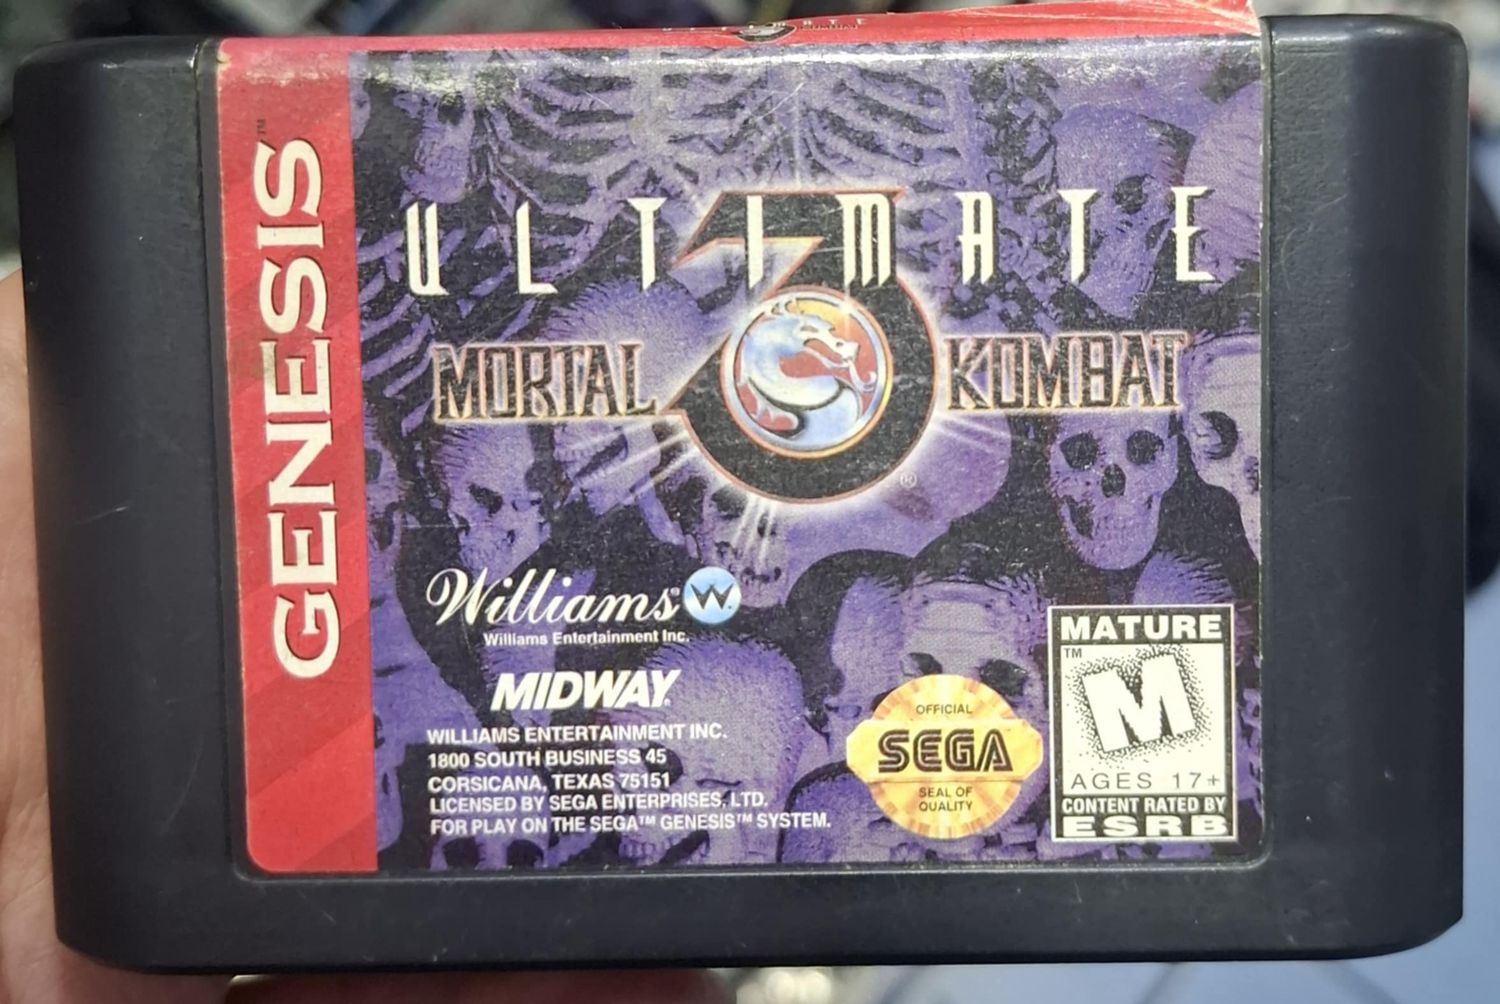 GENESIS™
ULTIMATE
MORTAL 3 KOMBAT
®
Williams® W
Williams Entertainment Inc.
MIDWAY
WILLIAMS ENTERTAINMENT INC.
1800 SOUTH BUSINESS 45
CORSICANA, TEXAS 75151
LICENSED BY SEGA ENTERPRISES, LTD.
FOR PLAY ON THE SEGA™ GENESIS™ SYSTEM.
OFFICIAL
SEGA
SEAL OF
QUALITY
MATURE
™
M
AGES 17+
CONTENT RATED BY
ESRB